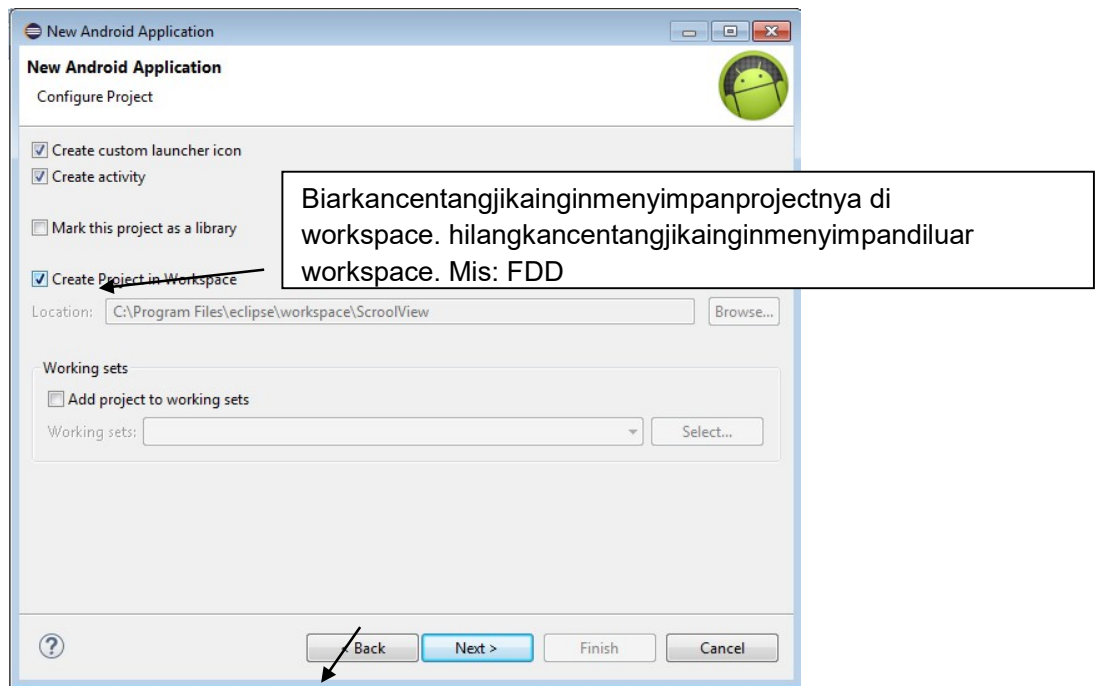 New Android Application
New Android Application
Configure Project
Create custom launcher icon
Create activity
Biarkancentangjikainginmenyimpanprojectnya di
workspace. hilangkancentangjikainginmenyimpandiluar
workspace. Mis: FDD
Mark this project as a library
Create Project in Workspace
Location: C:\Program Files\eclipse\workspace\ScroolView Browse...
Working sets
Add project to working sets
Working sets: Select...
? < Back Next > Finish Cancel